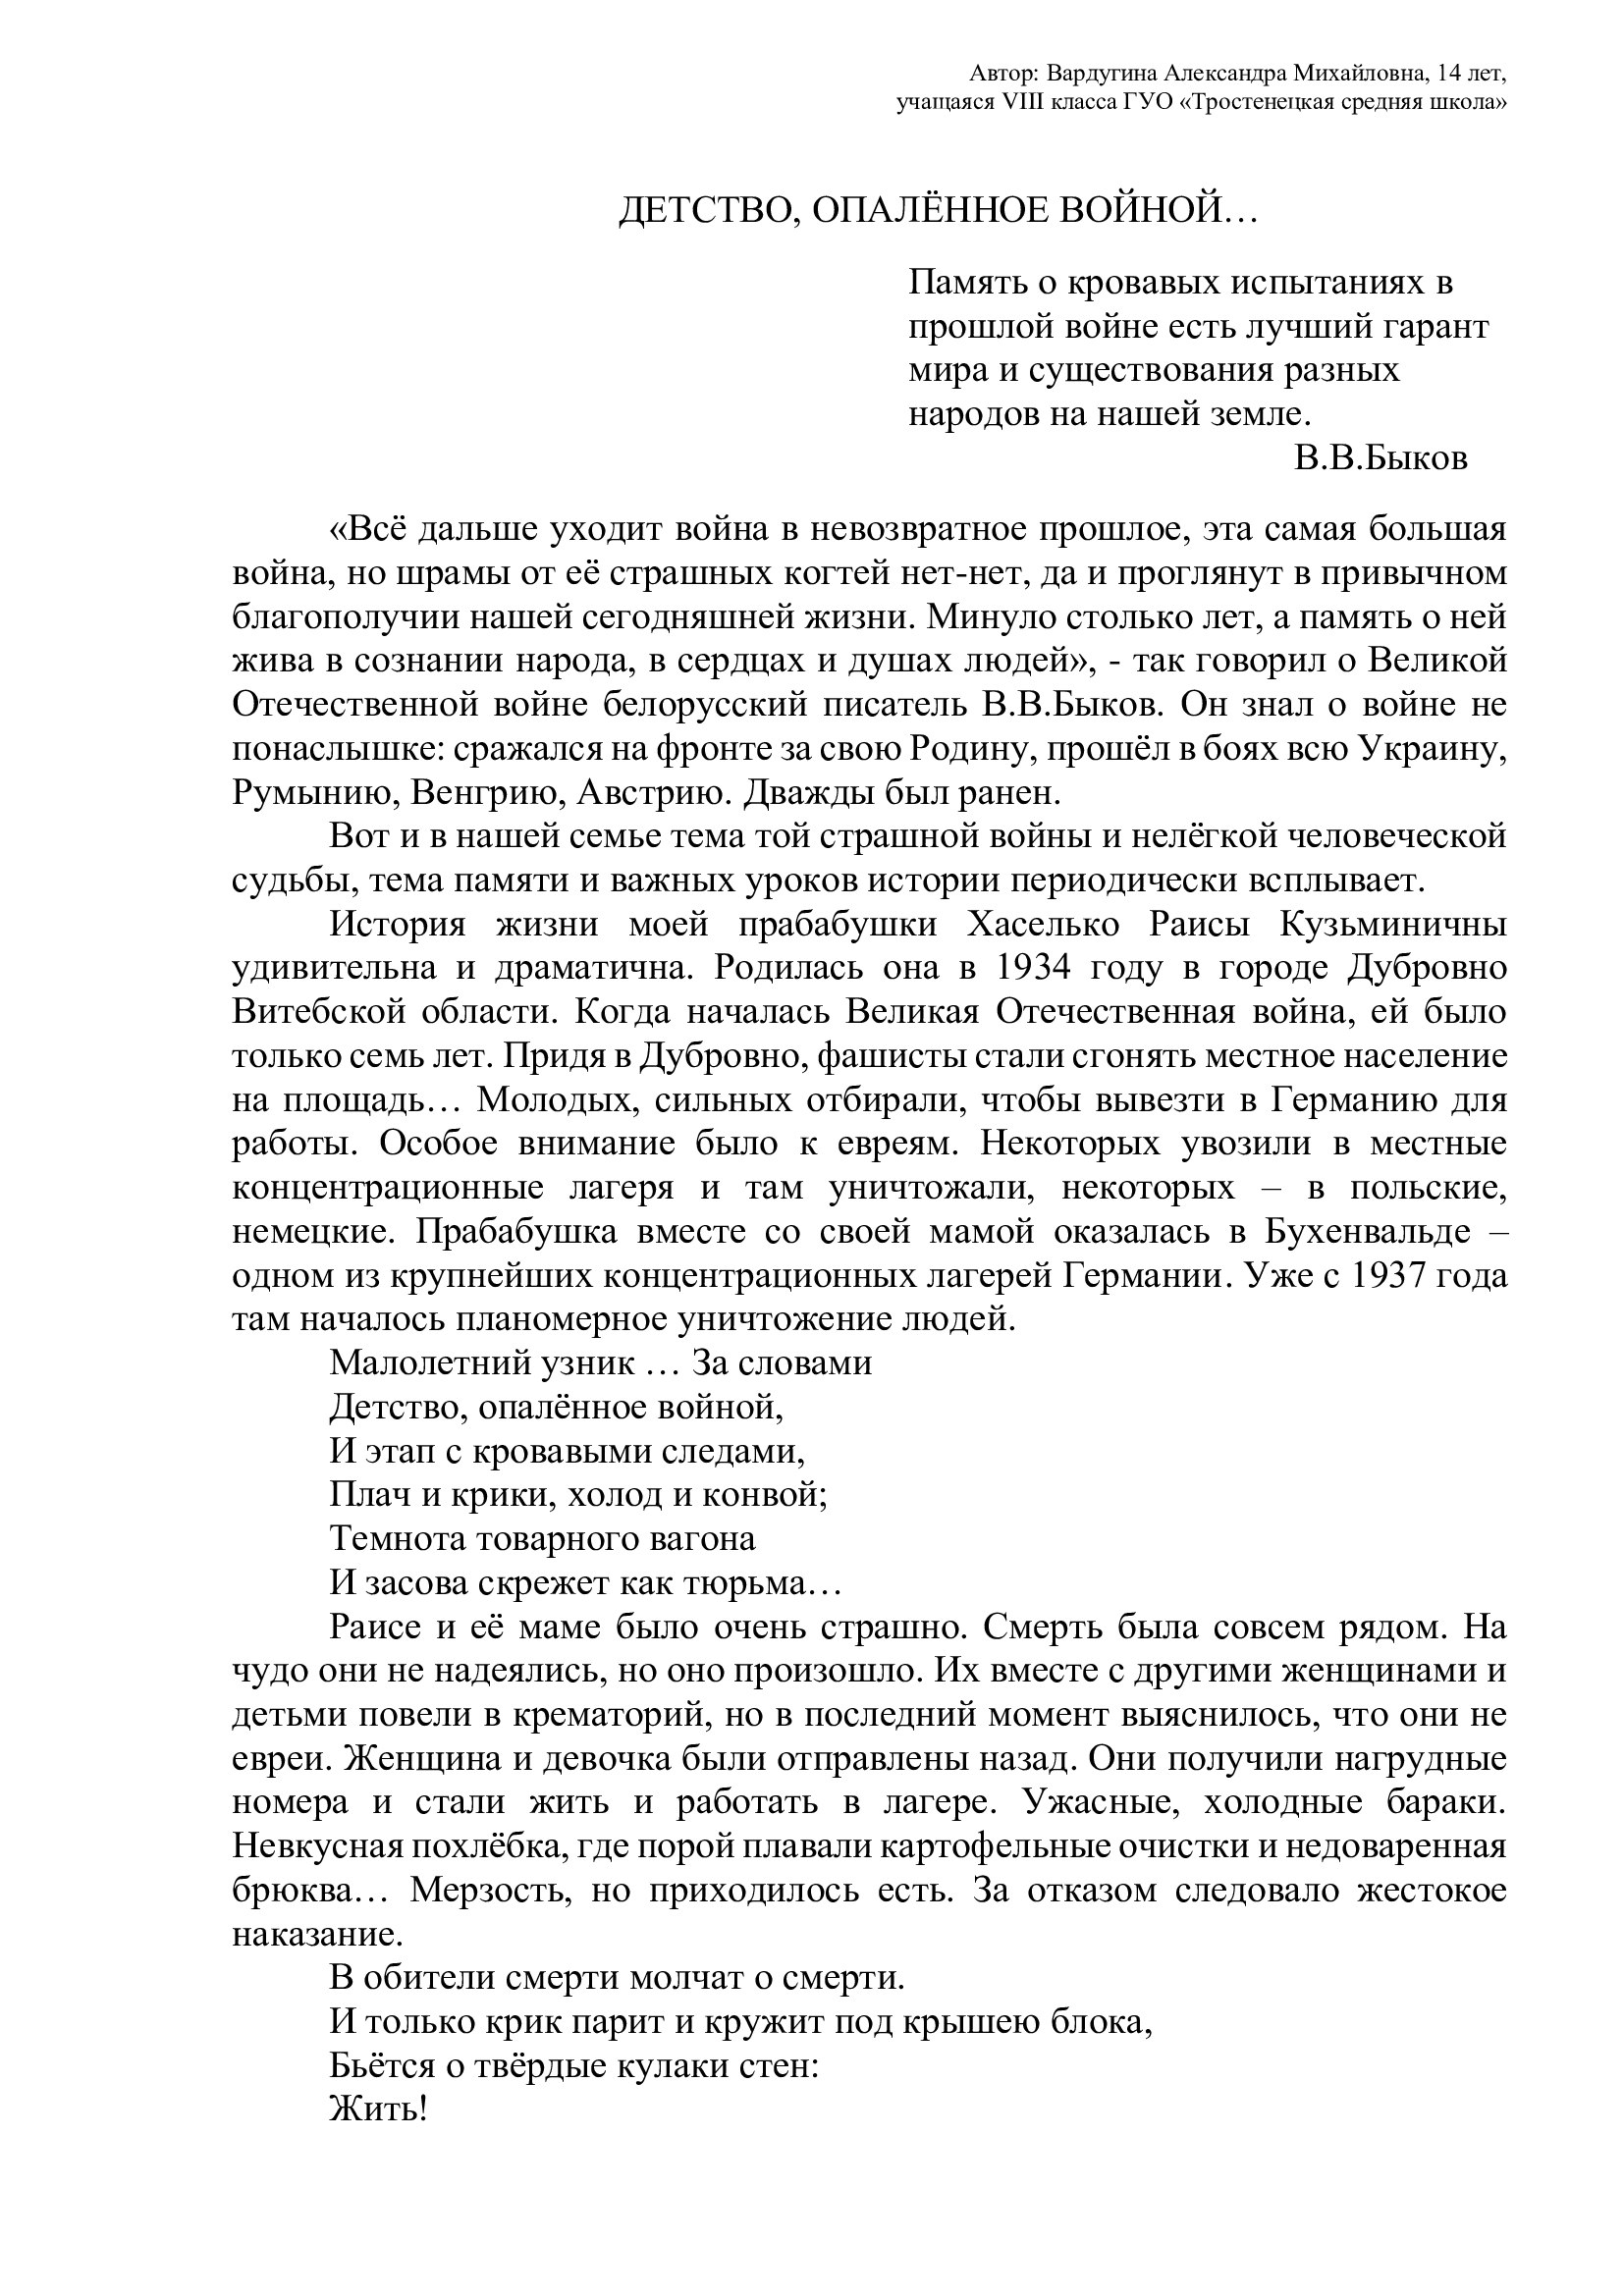 Автор: Вардугина Александра Михайловна, 14 лет,
учащаяся VIII класса ГУО «Тростенецкая средняя школа»
ДЕТСТВО, ОПАЛЁННОЕ ВОЙНОЙ…
Память о кровавых испытаниях в
прошлой войне есть лучший гарант
мира и существования разных
народов на нашей земле.
В.В.Быков
«Всё дальше уходит война в невозвратное прошлое, эта самая большая
война, но шрамы от её страшных когтей нет-нет, да и проглянут в привычном
благополучии нашей сегодняшней жизни. Минуло столько лет, а память о ней
жива в сознании народа, в сердцах и душах людей», - так говорил о Великой
Отечественной войне белорусский писатель В.В.Быков. Он знал о войне не
понаслышке: сражался на фронте за свою Родину, прошёл в боях всю Украину,
Румынию, Венгрию, Австрию. Дважды был ранен.
Вот и в нашей семье тема той страшной войны и нелёгкой человеческой
судьбы, тема памяти и важных уроков истории периодически всплывает.
История жизни моей прабабушки Хаселько Раисы Кузьминичны
удивительна и драматична. Родилась она в 1934 году в городе Дубровно
Витебской области. Когда началась Великая Отечественная война, ей было
только семь лет. Придя в Дубровно, фашисты стали сгонять местное население
на площадь… Молодых, сильных отбирали, чтобы вывезти в Германию для
работы. Особое внимание было к евреям. Некоторых увозили в местные
концентрационные лагеря и там уничтожали, некоторых – в польские,
немецкие. Прабабушка вместе со своей мамой оказалась в Бухенвальде –
одном из крупнейших концентрационных лагерей Германии. Уже с 1937 года
там началось планомерное уничтожение людей.
Малолетний узник … За словами
Детство, опалённое войной,
И этап с кровавыми следами,
Плач и крики, холод и конвой;
Темнота товарного вагона
И засова скрежет как тюрьма…
Раисе и её маме было очень страшно. Смерть была совсем рядом. На
чудо они не надеялись, но оно произошло. Их вместе с другими женщинами и
детьми повели в крематорий, но в последний момент выяснилось, что они не
евреи. Женщина и девочка были отправлены назад. Они получили нагрудные
номера и стали жить и работать в лагере. Ужасные, холодные бараки.
Невкусная похлёбка, где порой плавали картофельные очистки и недоваренная
брюква… Мерзость, но приходилось есть. За отказом следовало жестокое
наказание.
В обители смерти молчат о смерти.
И только крик парит и кружит под крышею блока,
Бьётся о твёрдые кулаки стен:
Жить!